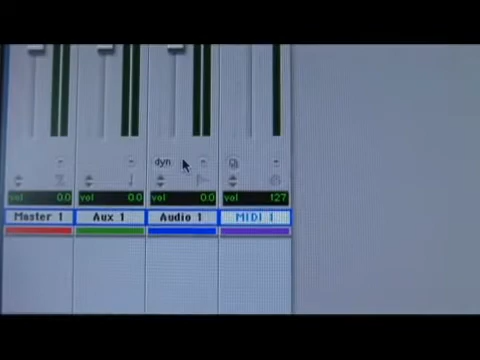 dyn
vol 0.0 vol 0.0 vol 0.0 vol 127
Master 1 Aux 1 Audio 1 MIDI 1